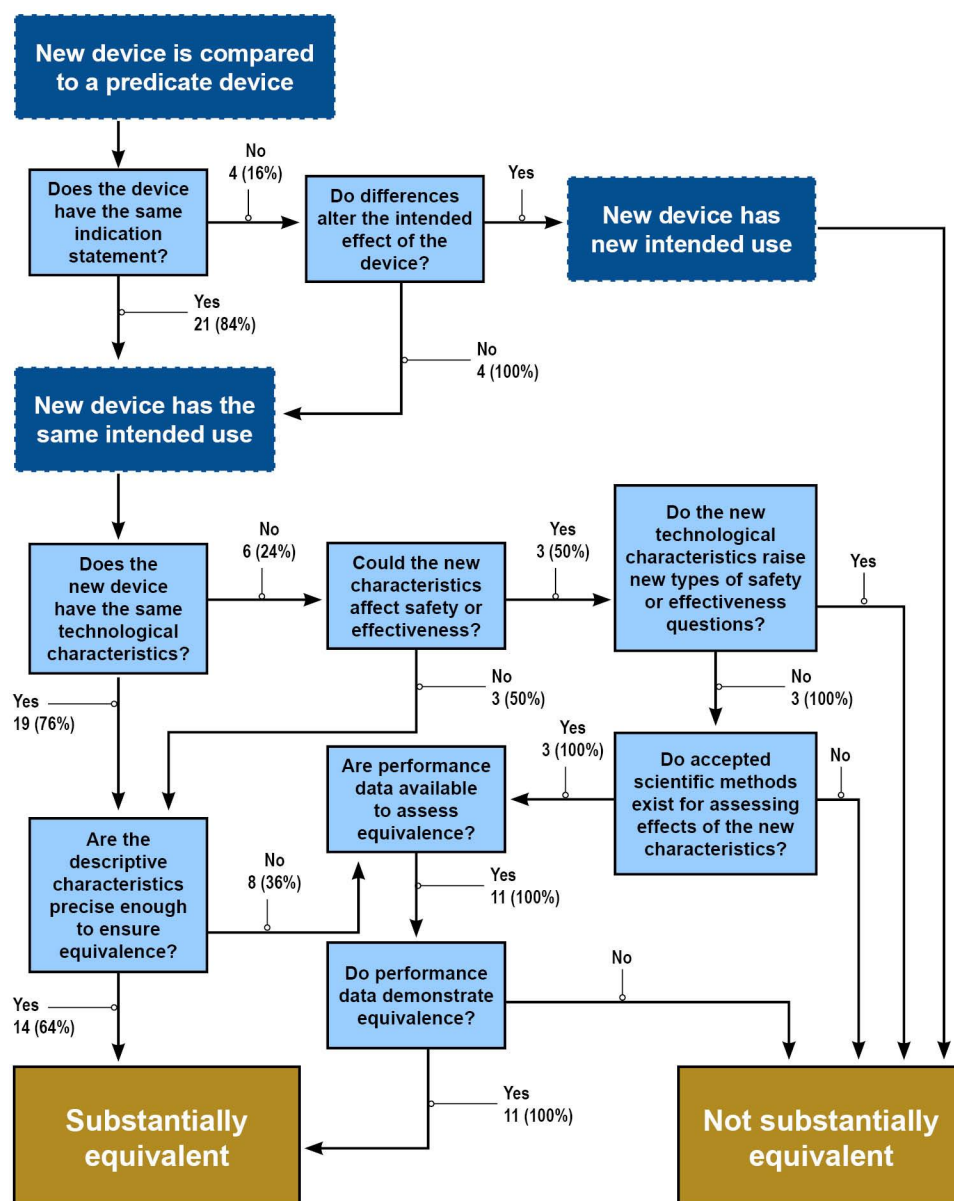 New device is compared
to a predicate device
No
4 (16%)
Yes
Does the device
have the same
indication
statement?
Do differences
alter the intended
effect of the
device?
New device has
new intended use
Yes
21 (84%)
No
4 (100%)
New device has the
same intended use
No
6 (24%)
Yes
3 (50%)
Does the
new device
have the same
technological
characteristics?
Could the new
characteristics
affect safety or
effectiveness?
Do the new
technological
characteristics raise
new types of safety
or effectiveness
questions?
Yes
Yes
19 (76%)
No
3 (50%)
No
3 (100%)
Yes
3 (100%)
No
Are performance
data available
to assess
equivalence?
Do accepted
scientific methods
exist for assessing
effects of the new
characteristics?
Are the
descriptive
characteristics
precise enough
to ensure
equivalence?
No
8 (36%)
Yes
11 (100%)
Do performance
data demonstrate
equivalence?
No
Yes
14 (64%)
Yes
11 (100%)
Substantially
equivalent
Not substantially
equivalent